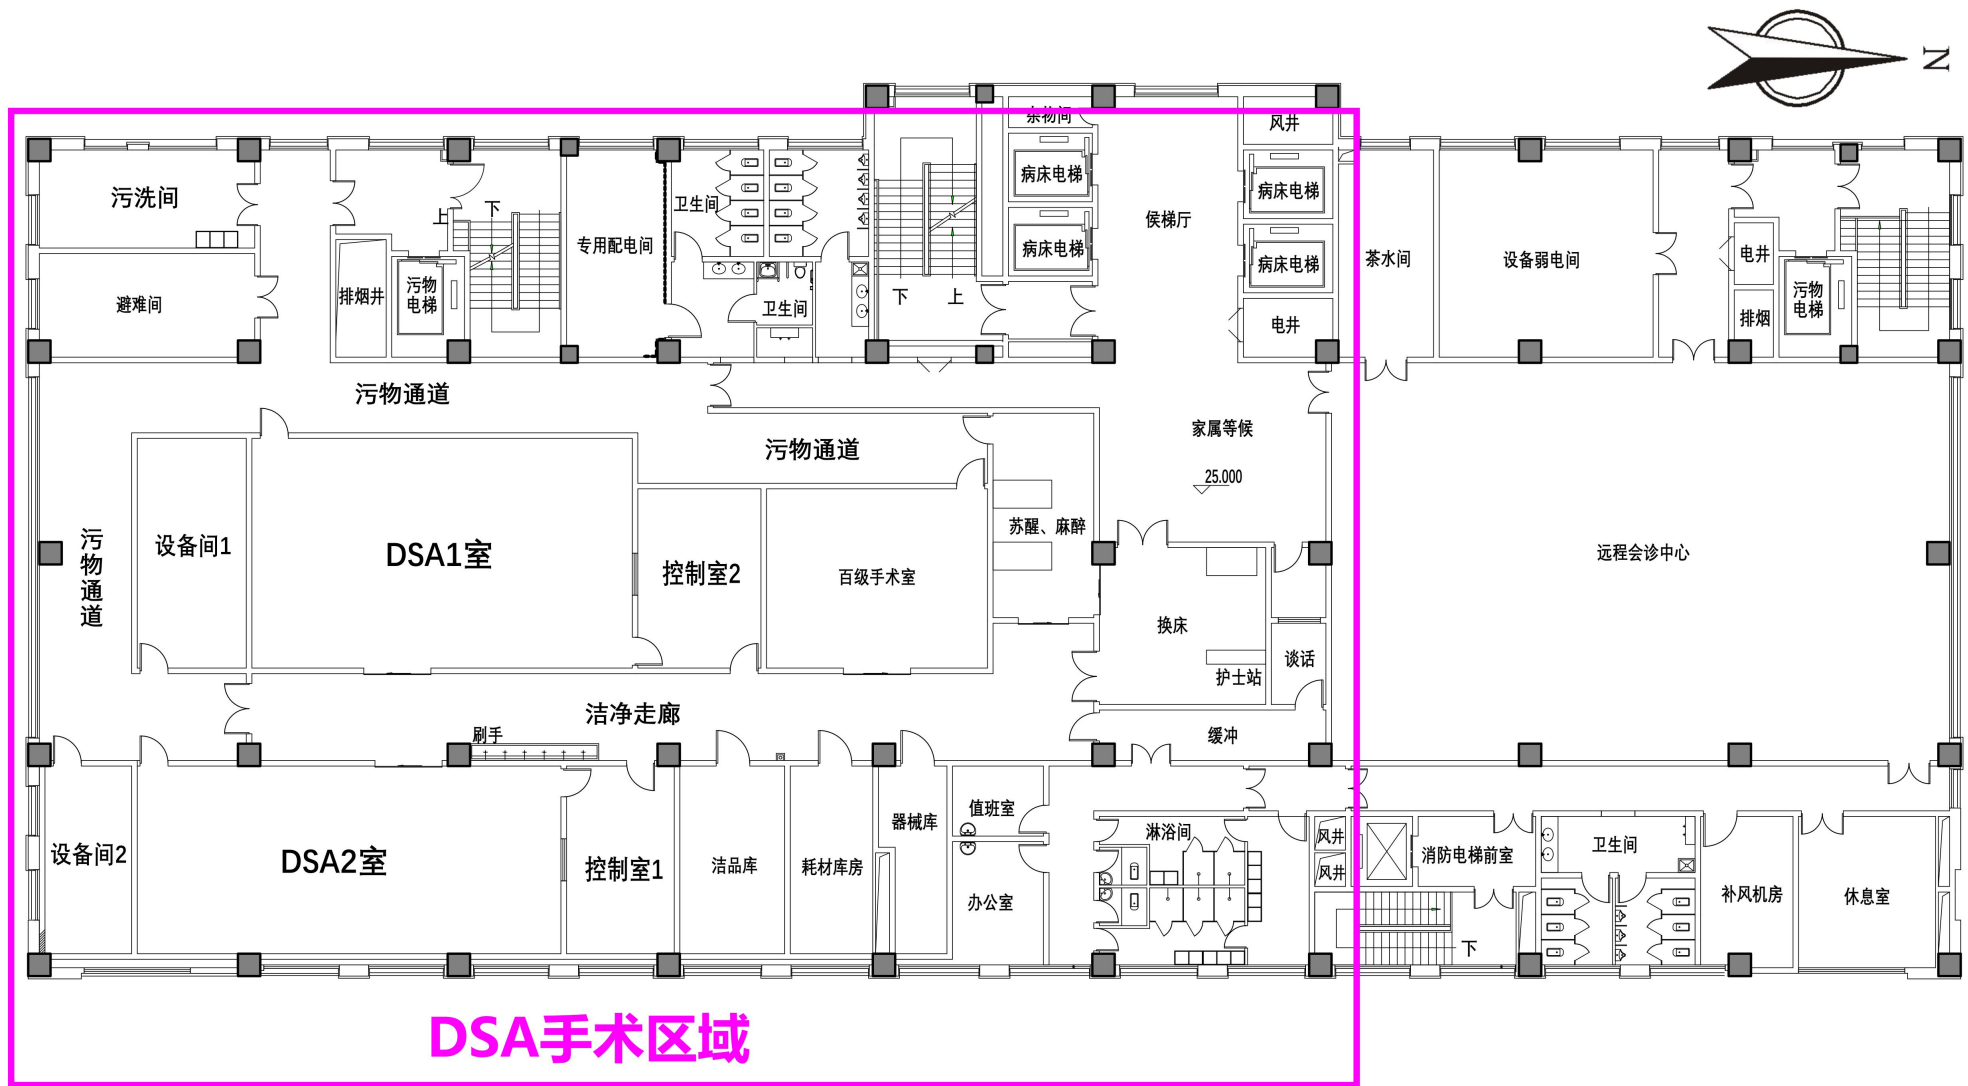 N
杂物间
风井
污洗间
上
下
卫生间
专用配电间
病床电梯
病床电梯
侯梯厅
病床电梯
病床电梯
茶水间
设备弱电间
电井
污物
电梯
排烟
避难间
排烟井
污物
电梯
卫生间
下
上
电井
污物通道
污物通道
家属等候
25.000
污物通道
设备间1
DSA1室
控制室2
百级手术室
苏醒、麻醉
换床
护士站
谈话
远程会诊中心
洁净走廊
刷手
缓冲
设备间2
DSA2室
控制室1
洁品库
耗材库房
器械库
值班室
办公室
淋浴间
风井
风井
消防电梯前室
卫生间
补风机房
休息室
下
DSA手术区域